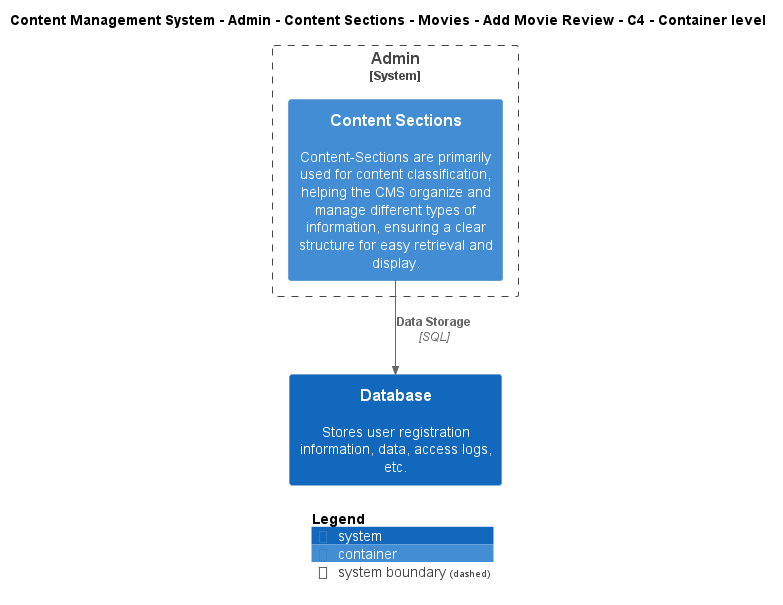 Content Management System - Admin - Content Sections - Movies - Add Movie Review - C4 - Container level
Admin
[System]
Content Sections
Content-Sections are primarily
used for content classification,
helping the CMS organize and
manage different types of
information, ensuring a clear
structure for easy retrieval and
display.
Data Storage
[SQL]
Database
Stores user registration
information, data, access logs,
etc.
Legend
system
container
system boundary (dashed)